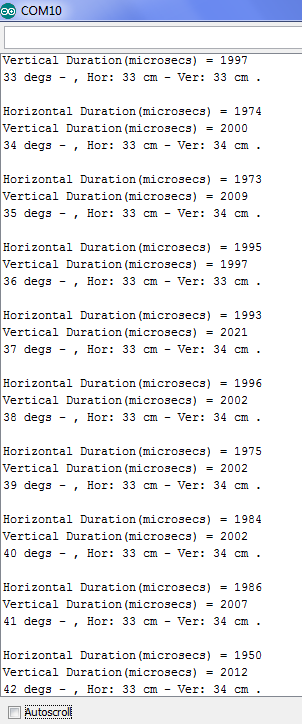 COM10
Vertical Duration(microsecs) = 1997
33 degs - , Hor: 33 cm - Ver: 33 cm .
Horizontal Duration(microsecs) = 1974
Vertical Duration(microsecs) = 2000
34 degs - , Hor: 33 cm - Ver: 34 cm .
Horizontal Duration(microsecs) = 1973
Vertical Duration(microsecs) = 2009
35 degs - , Hor: 33 cm - Ver: 34 cm .
Horizontal Duration(microsecs) = 1995
Vertical Duration(microsecs) = 1997
36 degs - , Hor: 33 cm - Ver: 33 cm .
Horizontal Duration(microsecs) = 1993
Vertical Duration(microsecs) = 2021
37 degs - , Hor: 33 cm - Ver: 34 cm .
Horizontal Duration(microsecs) = 1996
Vertical Duration(microsecs) = 2002
38 degs - , Hor: 33 cm - Ver: 34 cm .
Horizontal Duration(microsecs) = 1975
Vertical Duration(microsecs) = 2002
39 degs - , Hor: 33 cm - Ver: 34 cm .
Horizontal Duration(microsecs) = 1984
Vertical Duration(microsecs) = 2002
40 degs - , Hor: 33 cm - Ver: 34 cm .
Horizontal Duration(microsecs) = 1986
Vertical Duration(microsecs) = 2007
41 degs - , Hor: 33 cm - Ver: 34 cm .
Horizontal Duration(microsecs) = 1950
Vertical Duration(microsecs) = 2012
42 degs - , Hor: 33 cm - Ver: 34 cm .
Autoscroll